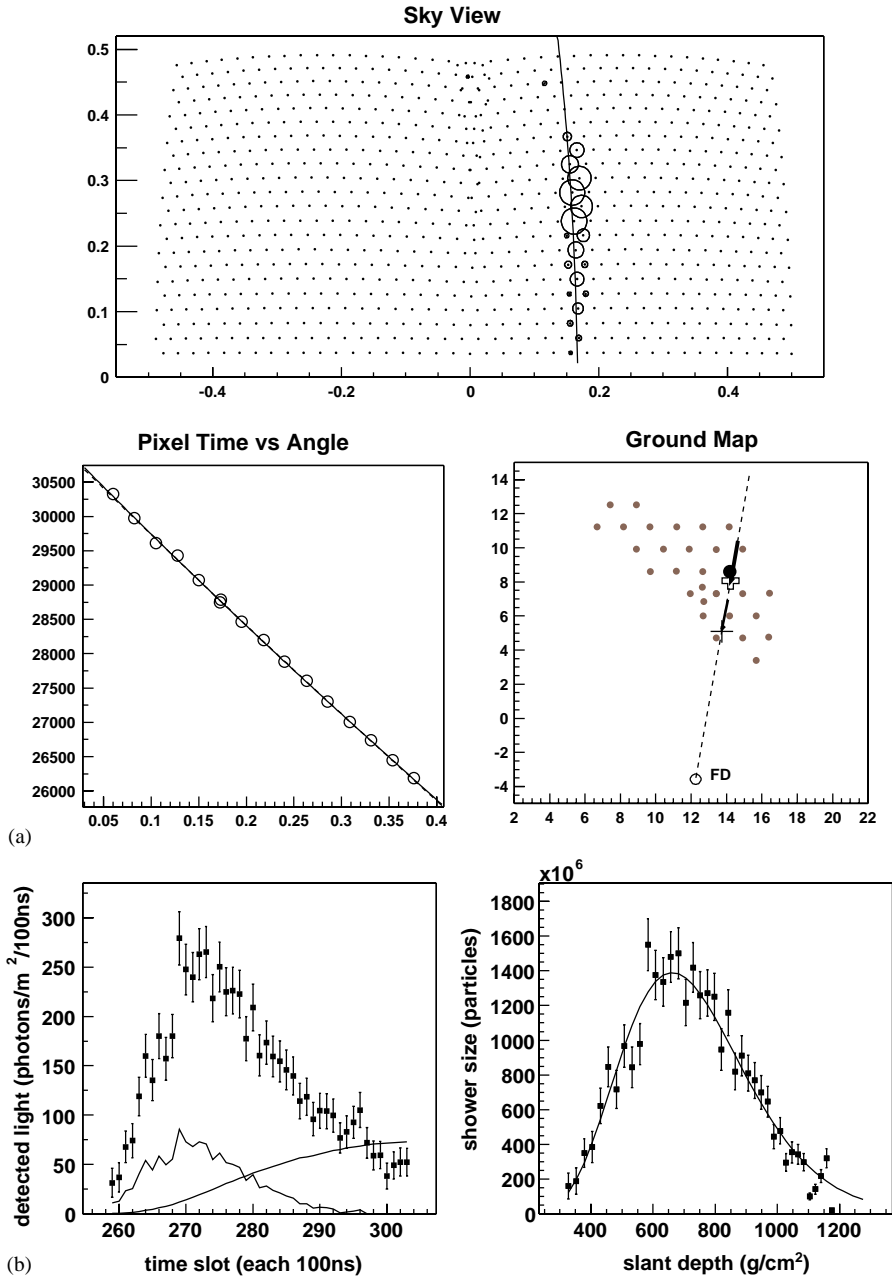 Sky View
0.5
0.4
0.3
0.2
0.1
0
-0.4 -0.2 0 0.2 0.4
Pixel Time vs Angle
30500
30000
29500
29000
28500
28000
27500
27000
26500
26000
0.05 0.1 0.15 0.2 0.25 0.3 0.35 0.4
(a)
Ground Map
14
12
10
8
6
4
2
0
-2
-4
FD
2 4 6 8 10 12 14 16 18 20 22
detected light (photons/m²/100ns)
300
250
200
150
100
50
0
260 270 280 290 300
time slot (each 100ns)
(b)
x10⁶
shower size (particles)
1800
1600
1400
1200
1000
800
600
400
200
0
400 600 800 1000 1200
slant depth (g/cm²)